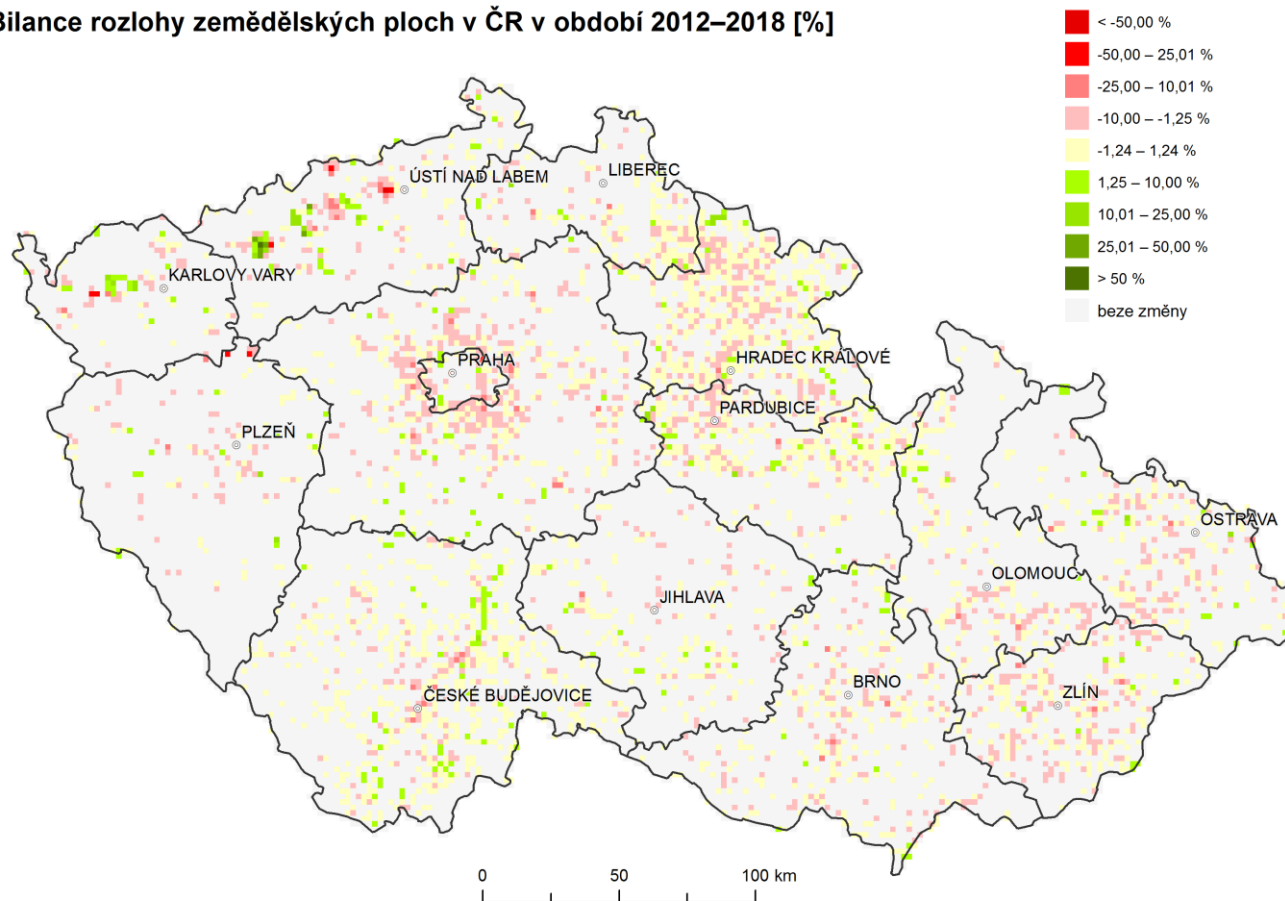 Bilance rozlohy zemědělských ploch v ČR v období 2012–2018 [%]
< -50,00 %
-50,00 – 25,01 %
-25,00 – 10,01 %
-10,00 – -1,25 %
-1,24 – 1,24 %
1,25 – 10,00 %
10,01 – 25,00 %
25,01 – 50,00 %
> 50 %
beze změny
ÚSTÍ NAD LABEM
LIBEREC
KARLOVY VARY
PRAHA
HRADEC KRÁLOVÉ
PARDUBICE
PLZEŇ
OSTRAVA
OLOMOUC
JIHLAVA
BRNO
ZLÍN
ČESKÉ BUDĚJOVICE
0 50 100 km